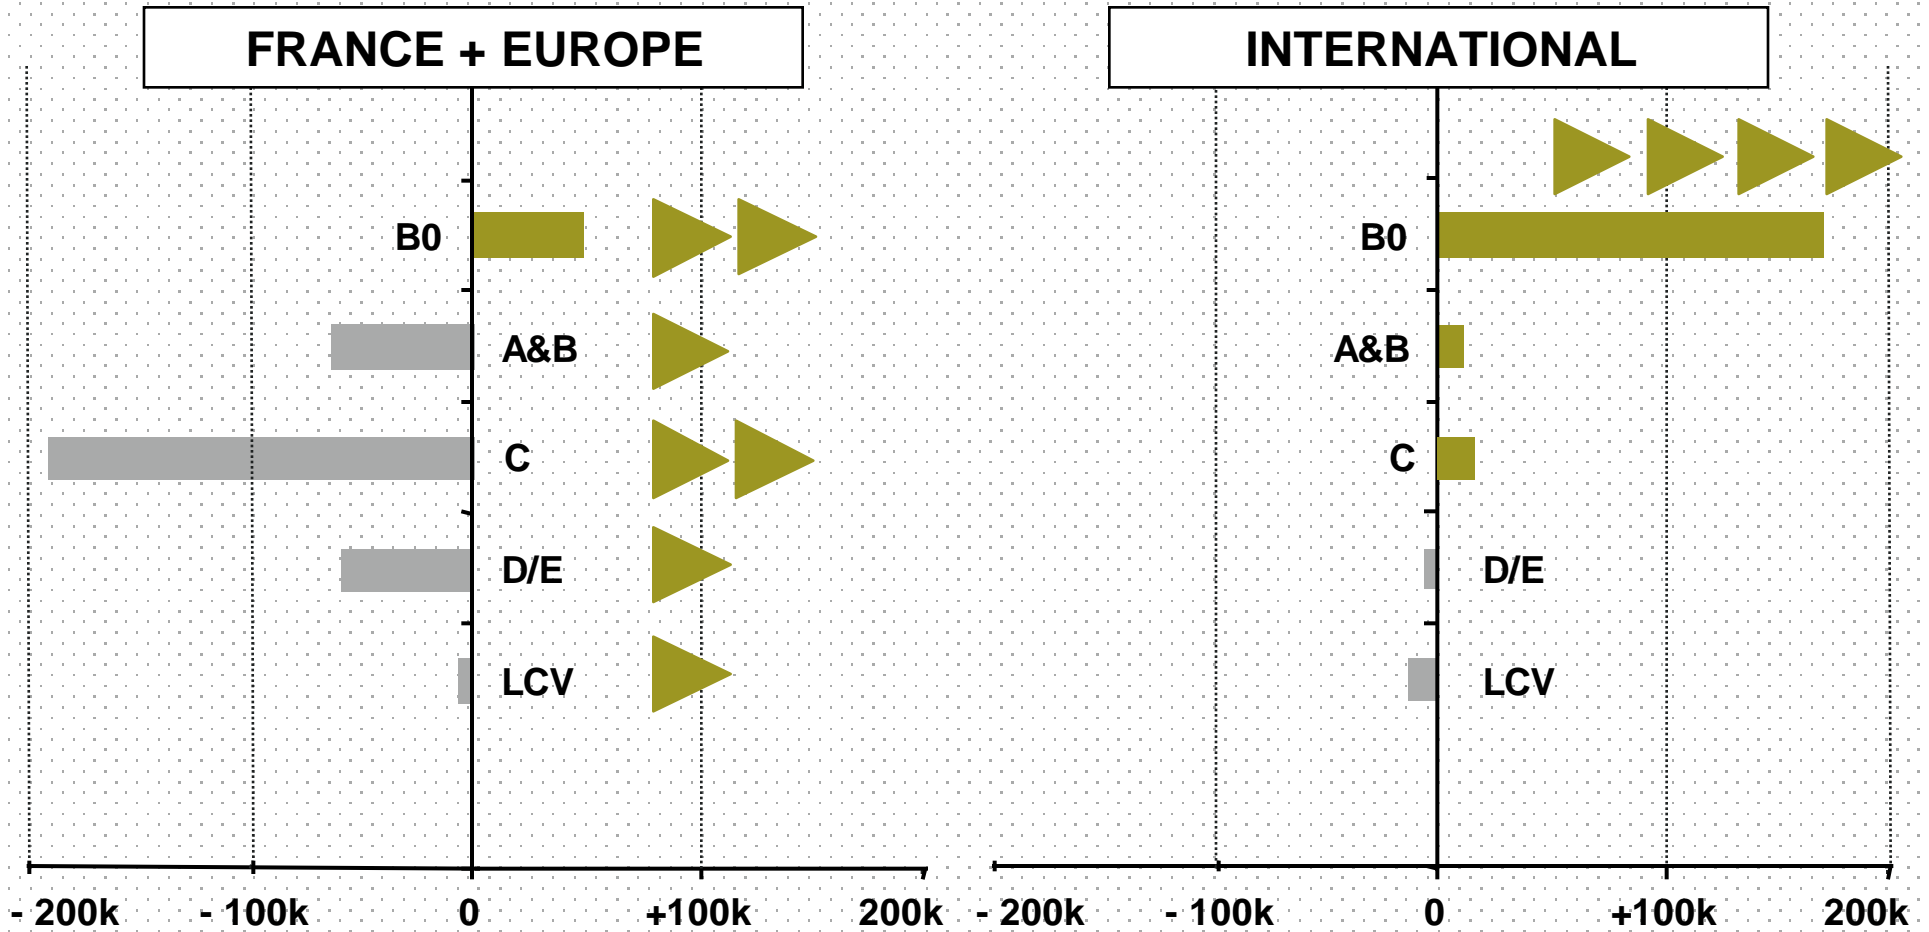 FRANCE + EUROPE
B0
A&B
C
D/E
LCV
- 200k - 100k 0 +100k 200k
INTERNATIONAL
B0
A&B
C
D/E
LCV
- 200k - 100k 0 +100k 200k